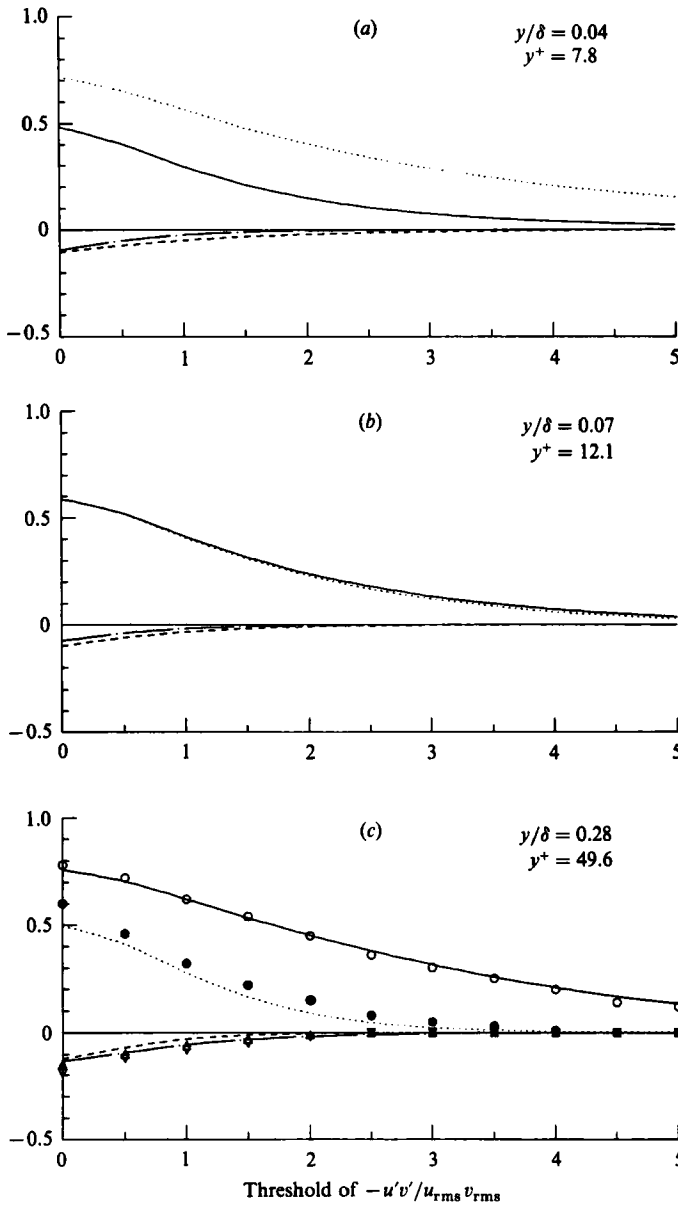 1.0
(a)
y/δ = 0.04
y⁺ = 7.8
0.5
0
−0.5
0 1 2 3 4 5
1.0
(b)
y/δ = 0.07
y⁺ = 12.1
0.5
0
−0.5
0 1 2 3 4 5
1.0
(c)
y/δ = 0.28
y⁺ = 49.6
0.5
0
−0.5
0 1 2 3 4 5
Threshold of −u′v′/u_rms v_rms